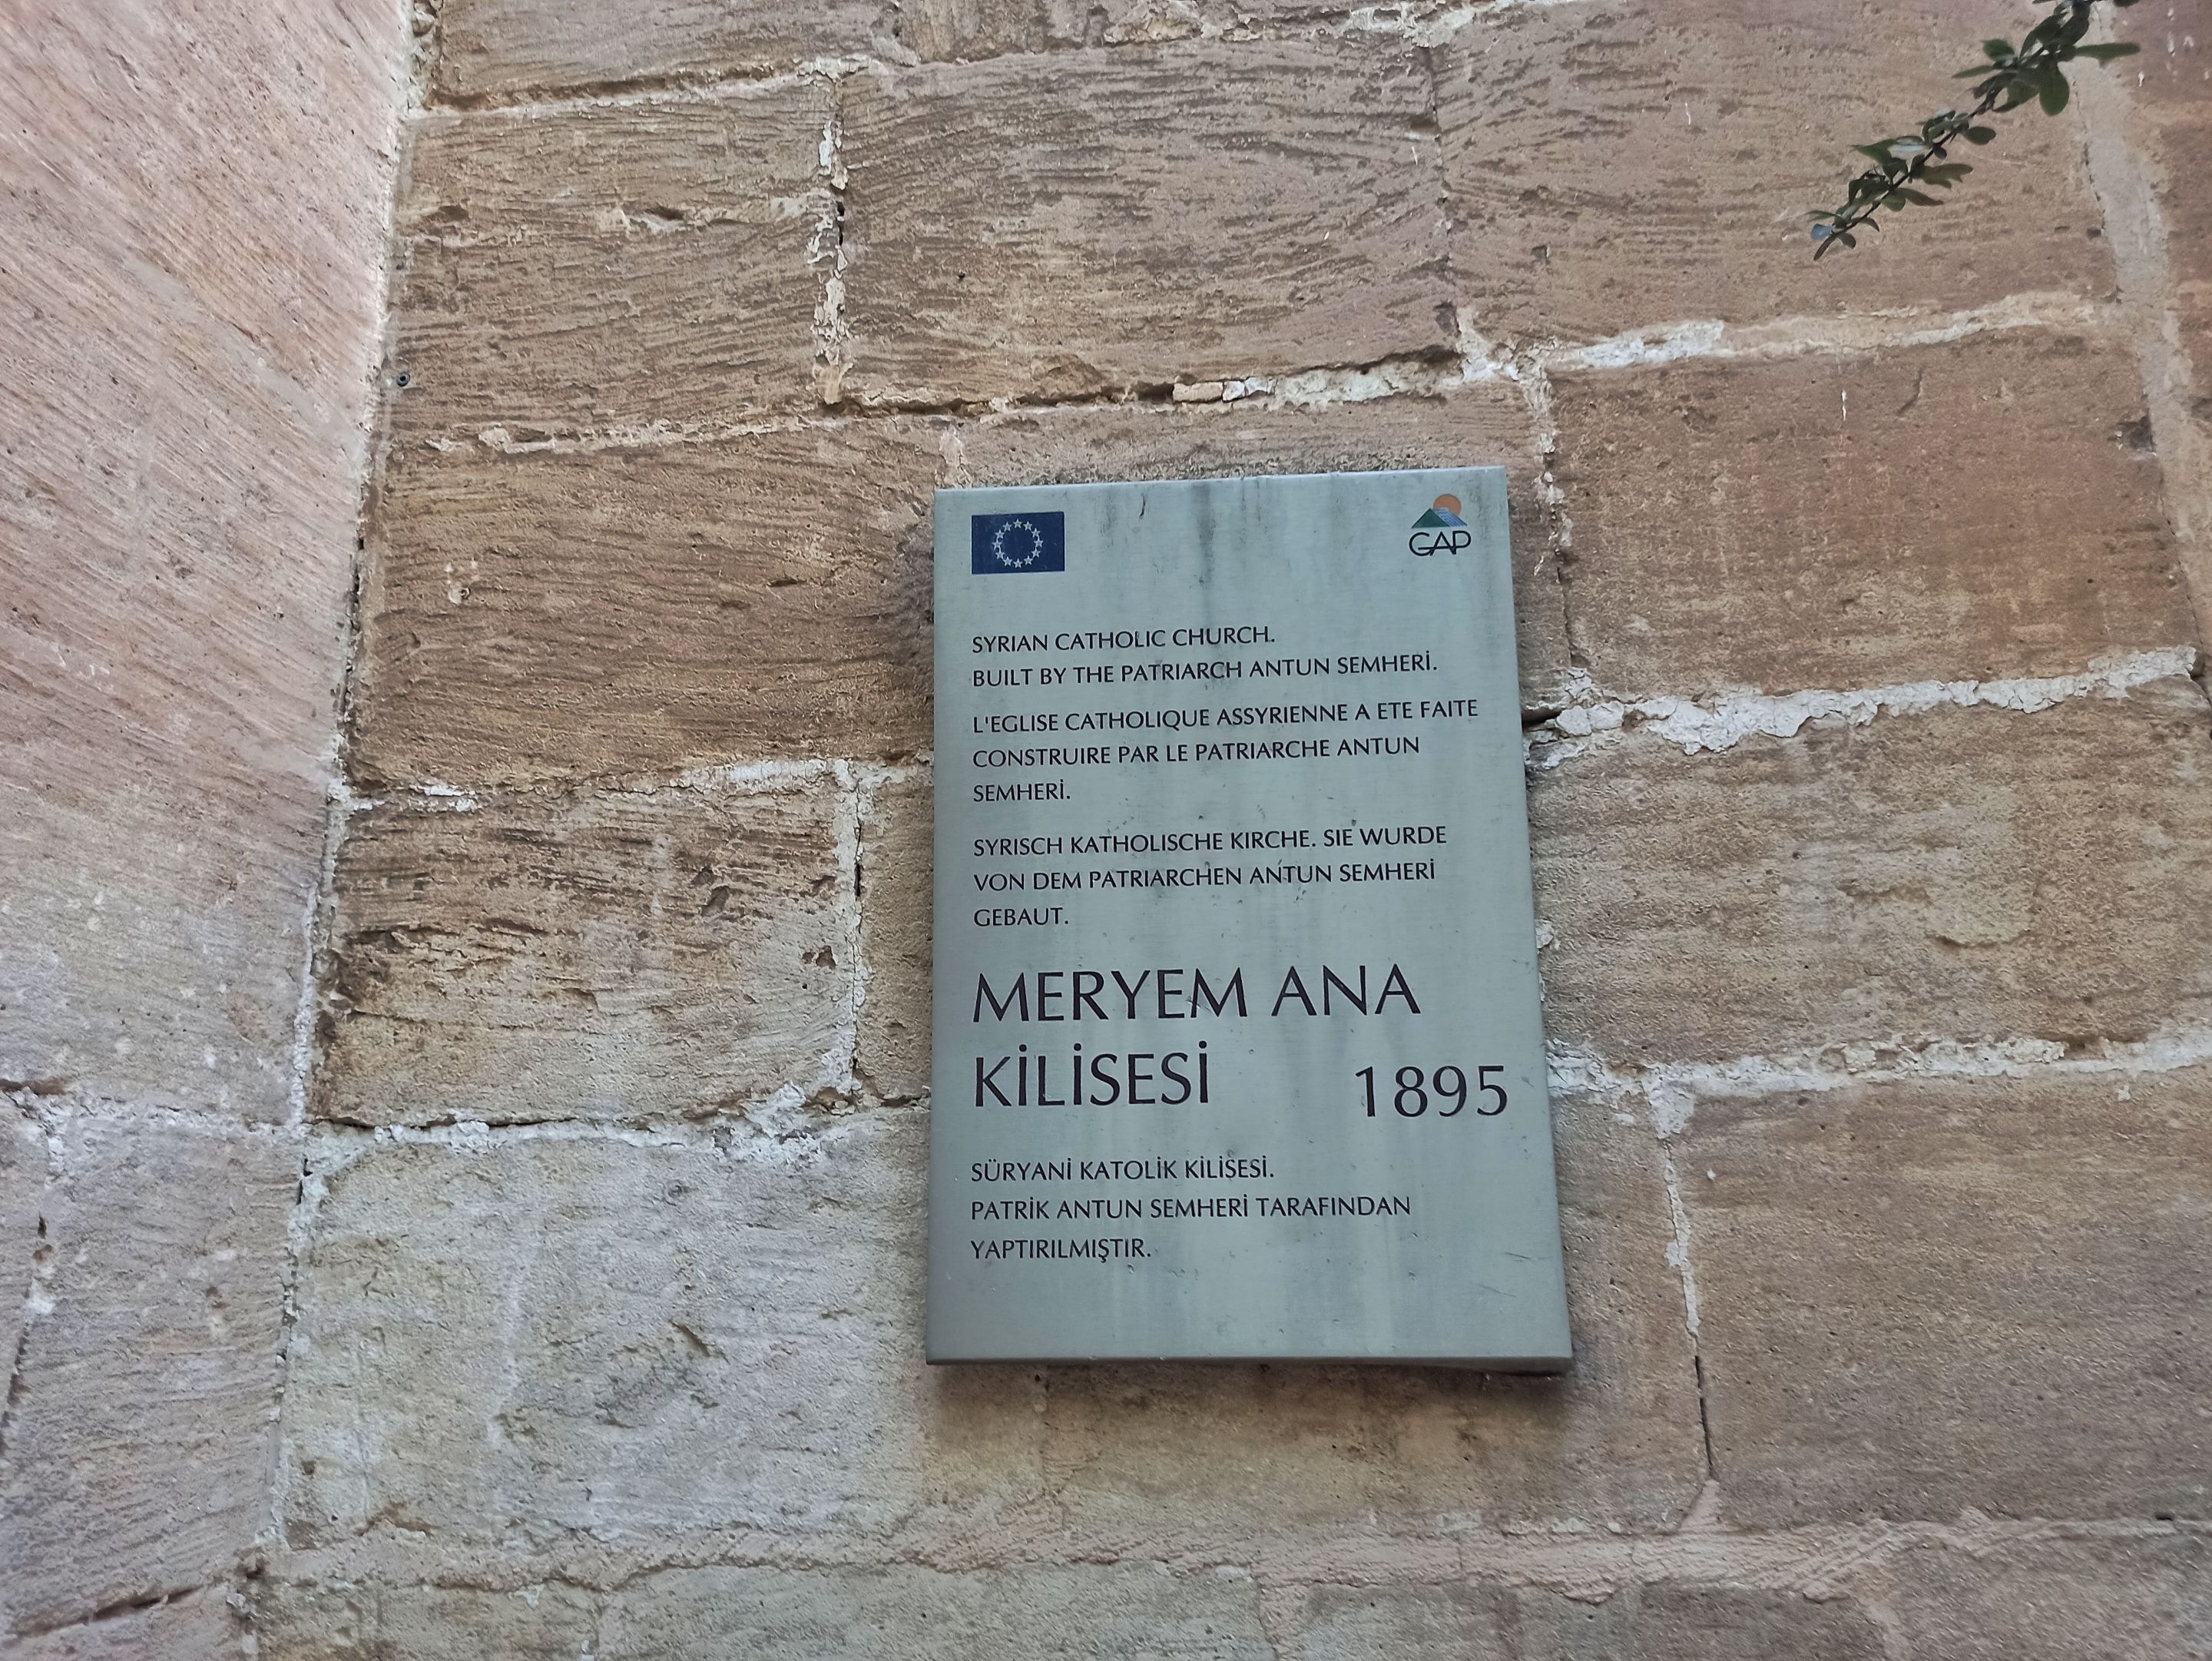 GAP
SYRIAN CATHOLIC CHURCH.
BUILT BY THE PATRIARCH ANTUN SEMHERİ.
L'EGLISE CATHOLIQUE ASSYRIENNE A ETE FAITE
CONSTRUIRE PAR LE PATRIARCHE ANTUN
SEMHERİ.
SYRISCH KATHOLISCHE KIRCHE. SIE WURDE
VON DEM PATRIARCHEN ANTUN SEMHERİ
GEBAUT.
MERYEM ANA
KİLİSESİ 1895
SÜRYANİ KATOLİK KİLİSESİ.
PATRİK ANTUN SEMHERİ TARAFINDAN
YAPTIRILMIŞTIR.